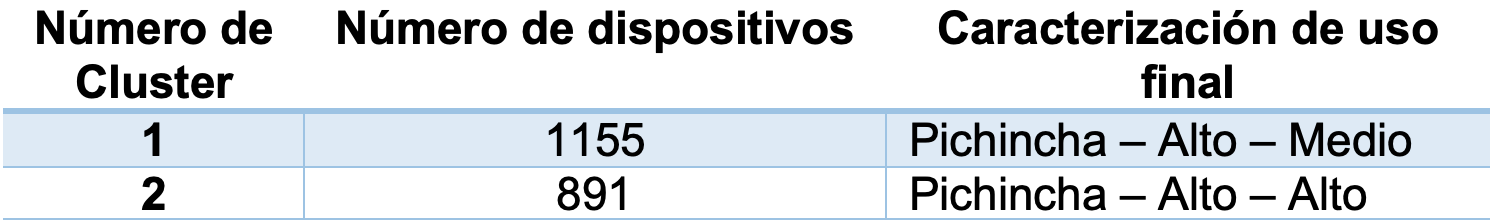 Número de Cluster	Número de dispositivos	Caracterización de uso final
1	1155	Pichincha – Alto – Medio
2	891	Pichincha – Alto – Alto